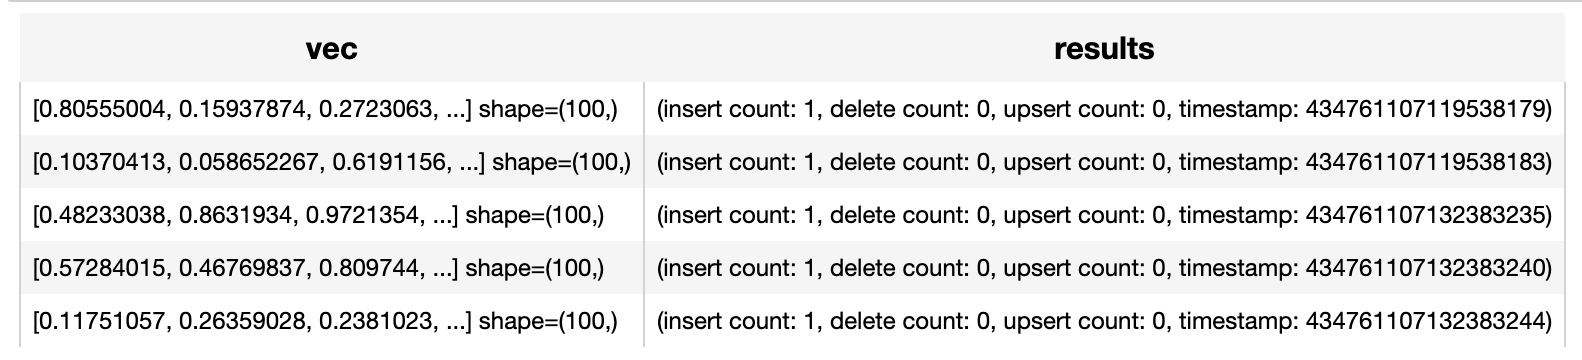 vec results
[0.80555004, 0.15937874, 0.2723063, ...] shape=(100,) (insert count: 1, delete count: 0, upsert count: 0, timestamp: 434761107119538179)
[0.10370413, 0.058652267, 0.6191156, ...] shape=(100,) (insert count: 1, delete count: 0, upsert count: 0, timestamp: 434761107119538183)
[0.48233038, 0.8631934, 0.9721354, ...] shape=(100,) (insert count: 1, delete count: 0, upsert count: 0, timestamp: 434761107132383235)
[0.57284015, 0.46769837, 0.809744, ...] shape=(100,) (insert count: 1, delete count: 0, upsert count: 0, timestamp: 434761107132383240)
[0.11751057, 0.26359028, 0.2381023, ...] shape=(100,) (insert count: 1, delete count: 0, upsert count: 0, timestamp: 434761107132383244)